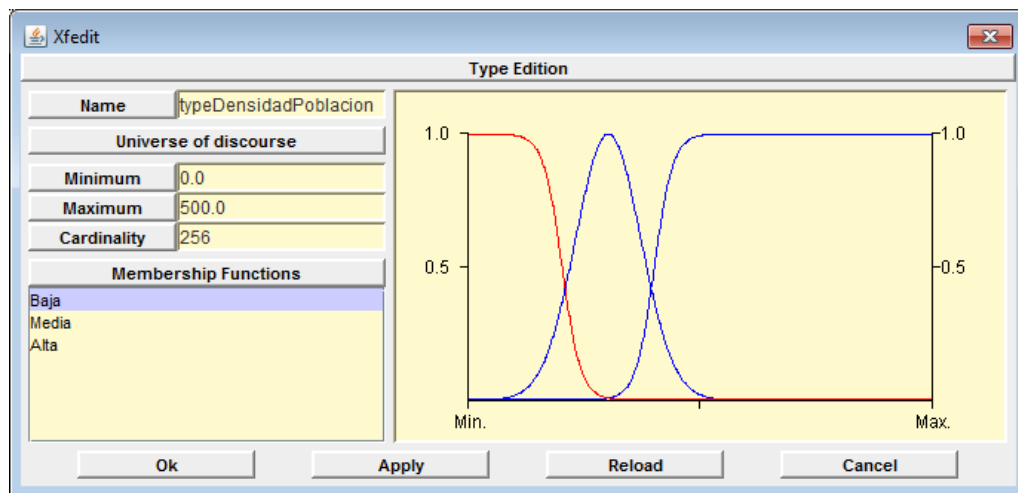 Xfedit
Type Edition
Name typeDensidadPoblacion
Universe of discourse
Minimum 0.0
Maximum 500.0
Cardinality 256
Membership Functions
Baja
Media
Alta
1.0 1.0
0.5 0.5
Min. Max.
Ok Apply Reload Cancel